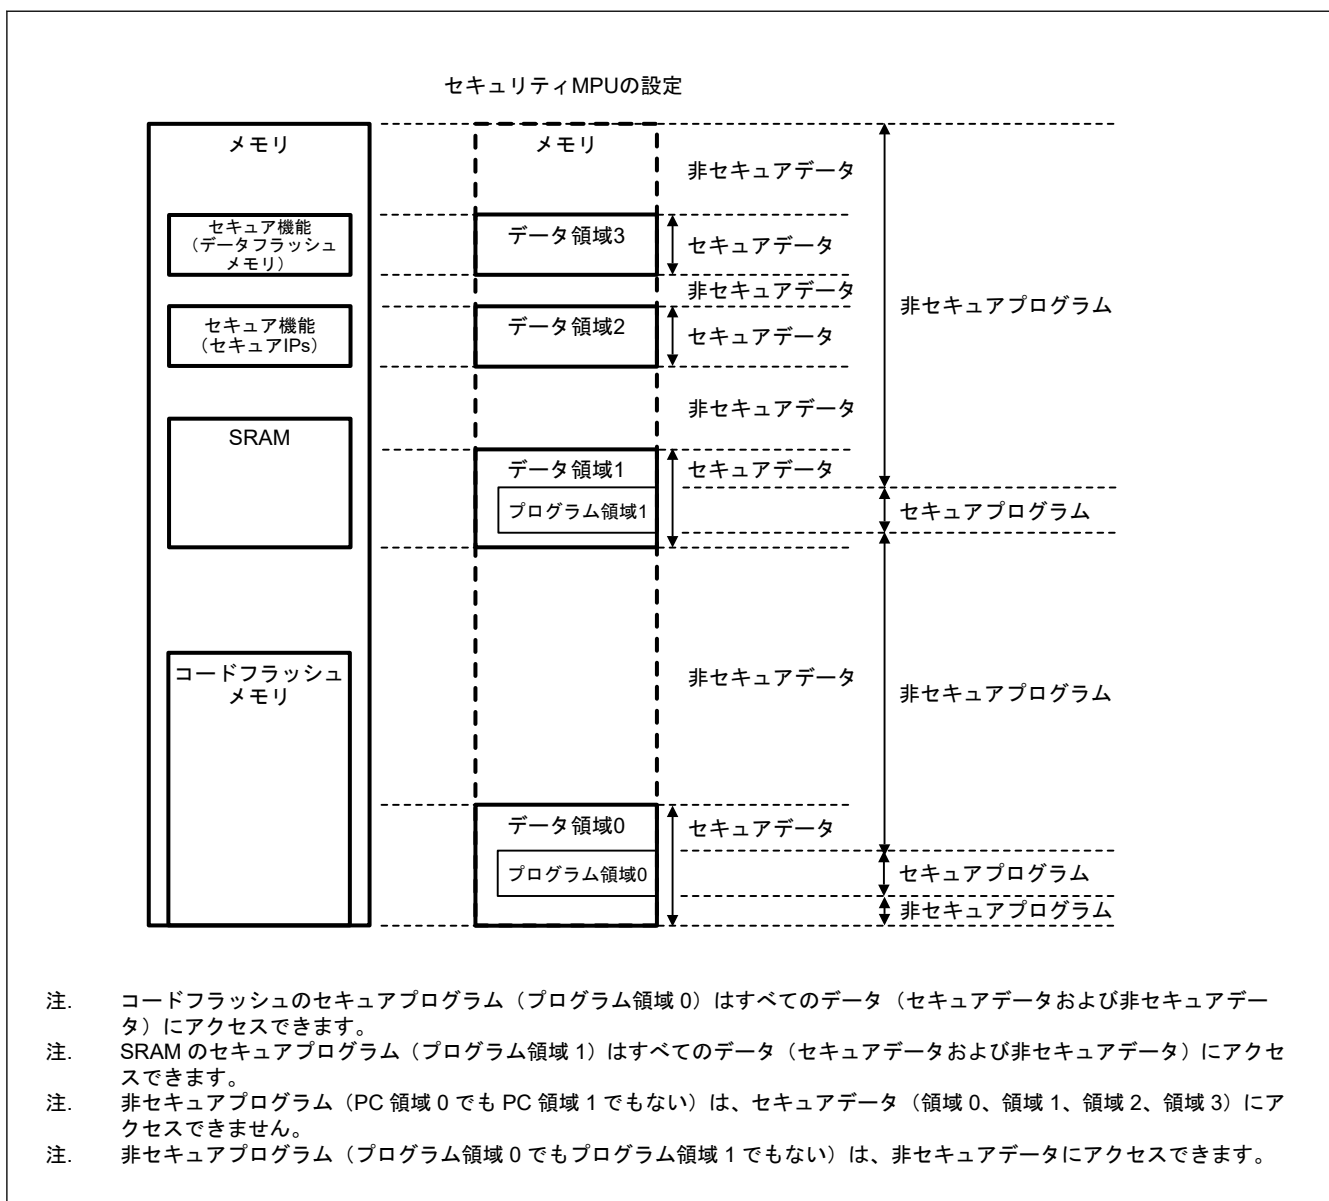 セキュリティMPUの設定
メモリ
メモリ
非セキュアデータ
セキュア機能
（データフラッシュ
メモリ）
データ領域3
セキュアデータ
非セキュアデータ
非セキュアプログラム
セキュア機能
（セキュアIPs）
データ領域2
セキュアデータ
非セキュアデータ
SRAM
データ領域1
セキュアデータ
プログラム領域1
セキュアプログラム
コードフラッシュ
メモリ
非セキュアデータ
非セキュアプログラム
データ領域0
セキュアデータ
プログラム領域0
セキュアプログラム
非セキュアプログラム
注. コードフラッシュのセキュアプログラム（プログラム領域 0）はすべてのデータ（セキュアデータおよび非セキュアデー
タ）にアクセスできます。
注. SRAM のセキュアプログラム（プログラム領域 1）はすべてのデータ（セキュアデータおよび非セキュアデータ）にアクセ
スできます。
注. 非セキュアプログラム（PC 領域 0 でも PC 領域 1 でもない）は、セキュアデータ（領域 0、領域 1、領域 2、領域 3）にア
クセスできません。
注. 非セキュアプログラム（プログラム領域 0 でもプログラム領域 1 でもない）は、非セキュアデータにアクセスできます。